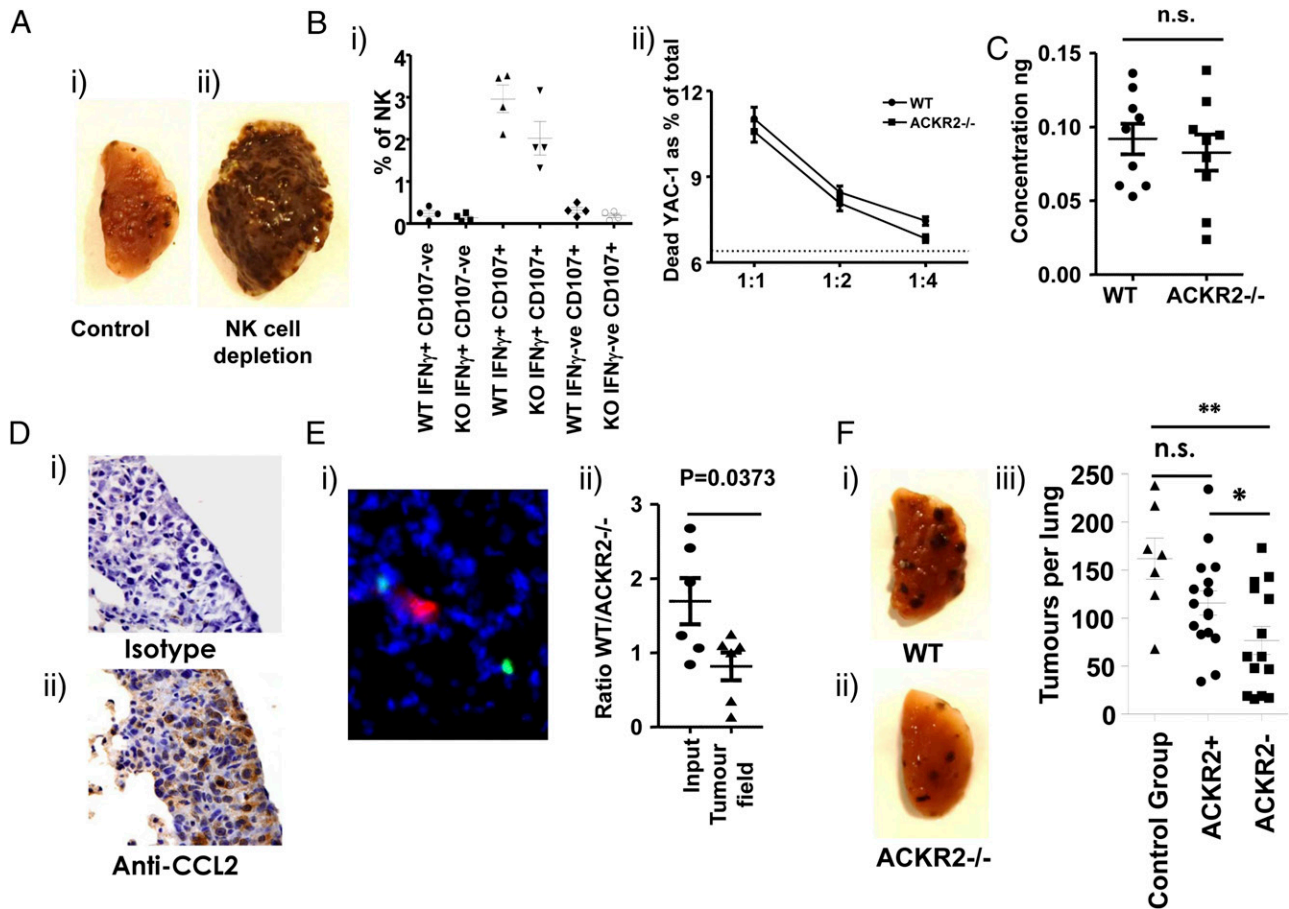 A
i)
ii)
Control
NK cell
depletion
B
i)
% of NK
4
3
2
1
0
WT IFNγ+ CD107-ve
KO IFNγ+ CD107-ve
WT IFNγ+ CD107+
KO IFNγ+ CD107+
WT IFNγ-ve CD107+
KO IFNγ-ve CD107+
ii)
Dead YAC-1 as % of total
12
9
6
WT
ACKR2-/-
1:1
1:2
1:4
C
n.s.
Concentration ng
0.15
0.10
0.05
0.00
WT
ACKR2-/-
D
i)
Isotype
ii)
Anti-CCL2
E
i)
ii)
P=0.0373
Ratio WT/ACKR2-/-
3
2
1
0
Input
Tumour
field
F
i)
WT
ii)
ACKR2-/-
iii)
**
n.s.
*
Tumours per lung
250
200
150
100
50
0
Control Group
ACKR2+
ACKR2-